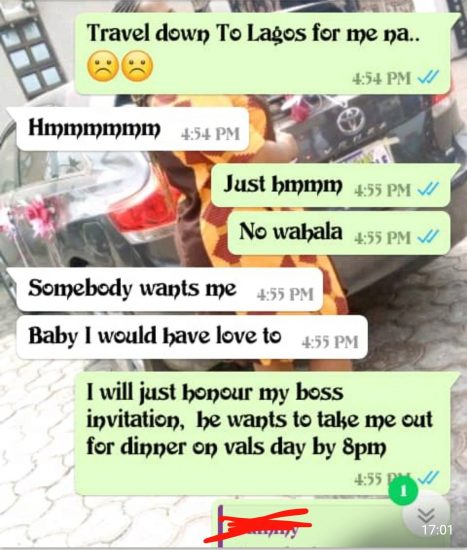 Travel down To Lagos for me na..
☹️☹️
4:54 PM
Hmmmmmm 4:54 PM
Just hmmm 4:55 PM
No wahala 4:55 PM
Somebody wants me 4:55 PM
Baby I would have love to 4:55 PM
I will just honour my boss
invitation, he wants to take me out
for dinner on vals day by 8pm
4:55 PM
1
17:01